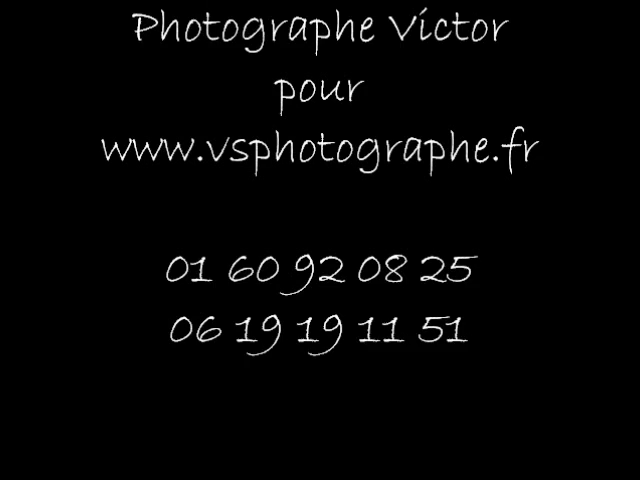 Photographe Victor
pour
www.vsphotographe.fr
01 60 92 08 25
06 19 19 11 51